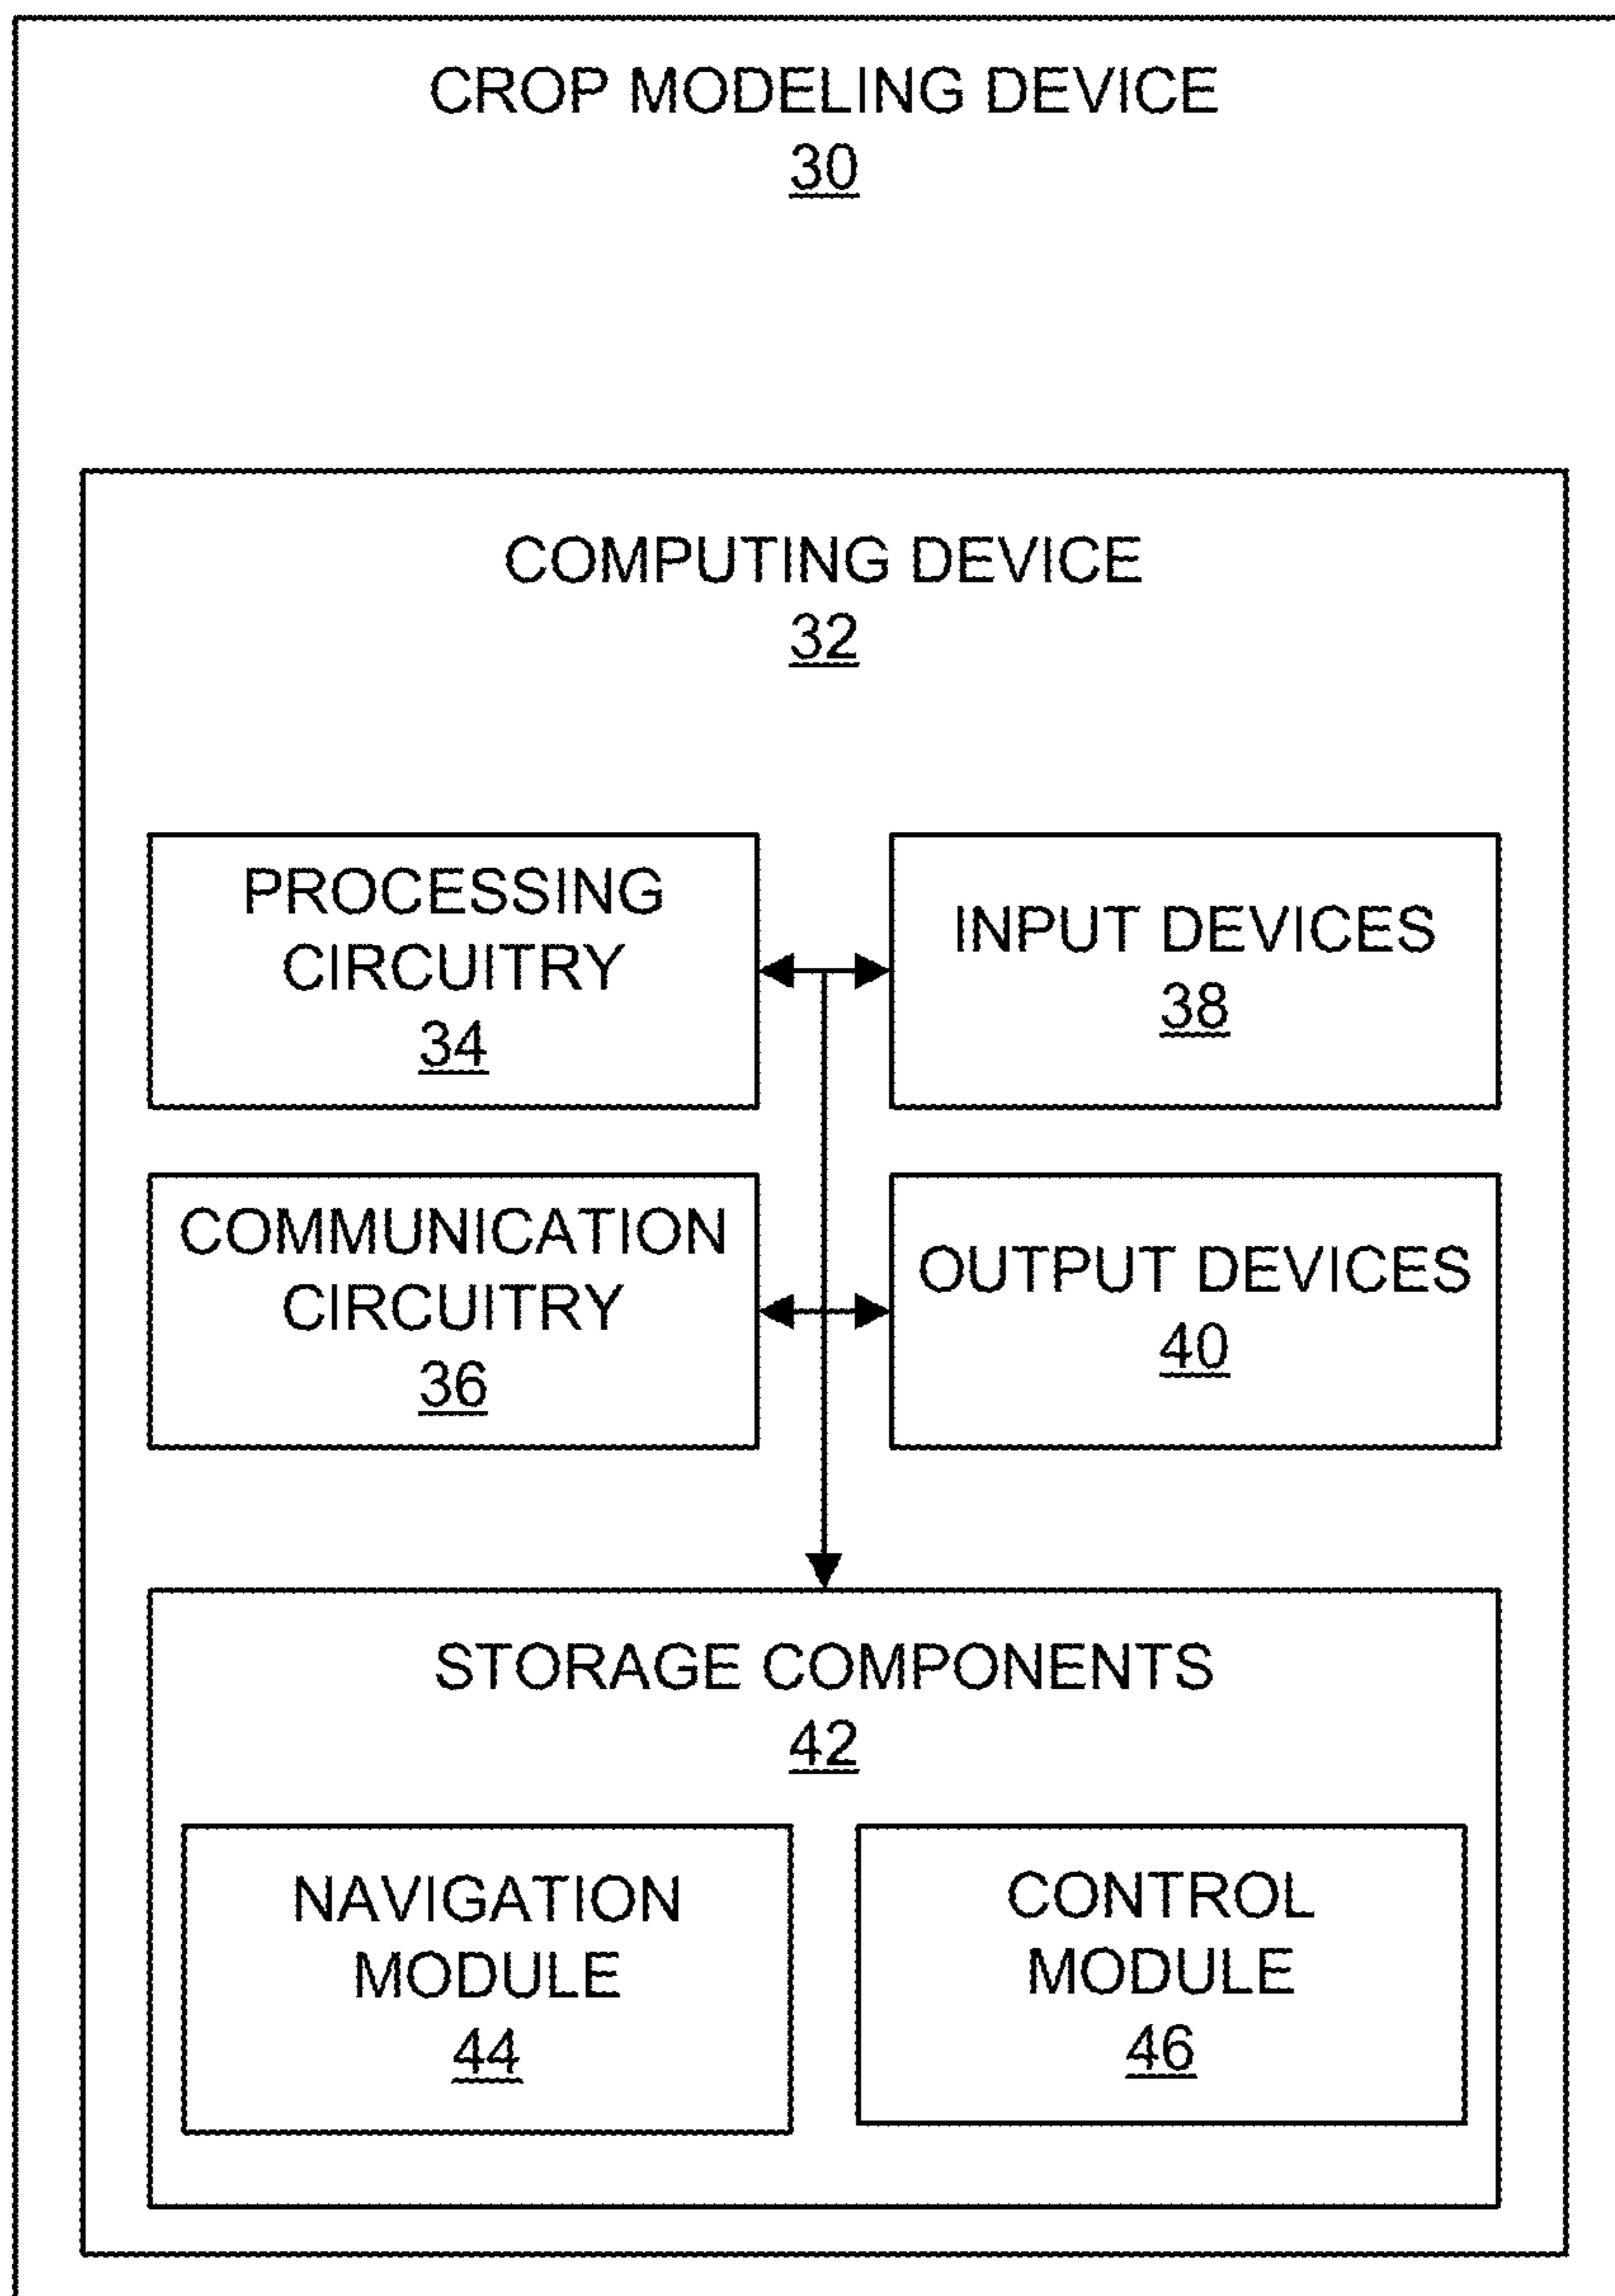 CROP MODELING DEVICE
30
COMPUTING DEVICE
32
PROCESSING
CIRCUITRY
34
INPUT DEVICES
38
COMMUNICATION
CIRCUITRY
36
OUTPUT DEVICES
40
STORAGE COMPONENTS
42
NAVIGATION
MODULE
44
CONTROL
MODULE
46